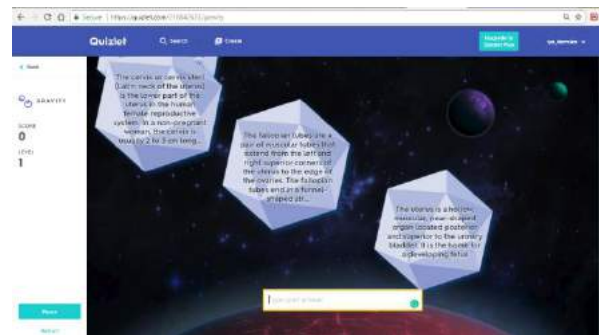 Secure
Quizlet
Search
Create
Upgrade to
Quizlet Plus
Back
GRAVITY
SCORE
0
LEVEL
1
The cervix or cervix uteri
(Latin: neck of the uterus)
is the lower part of the
uterus in the human
female reproductive
system. In a non-pregnant
woman, the cervix is
usually 2 to 3 cm long...
The fallopian tubes are a
pair of muscular tubes that
extend from the left and
right superior corners of
the uterus to the edge of
the ovaries. The fallopian
tubes end in a funnel-
shaped str...
The uterus is a hollow,
muscular, pear-shaped
organ located posterior
and superior to the urinary
bladder. It is the home for
a developing fetus
Type your answer